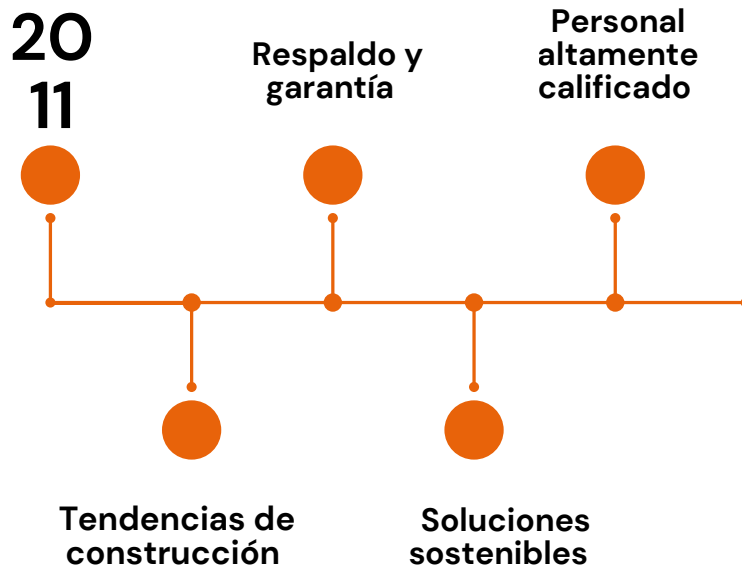 20
11
Respaldo y
garantía
Personal
altamente
calificado
Tendencias de
construcción
Soluciones
sostenibles